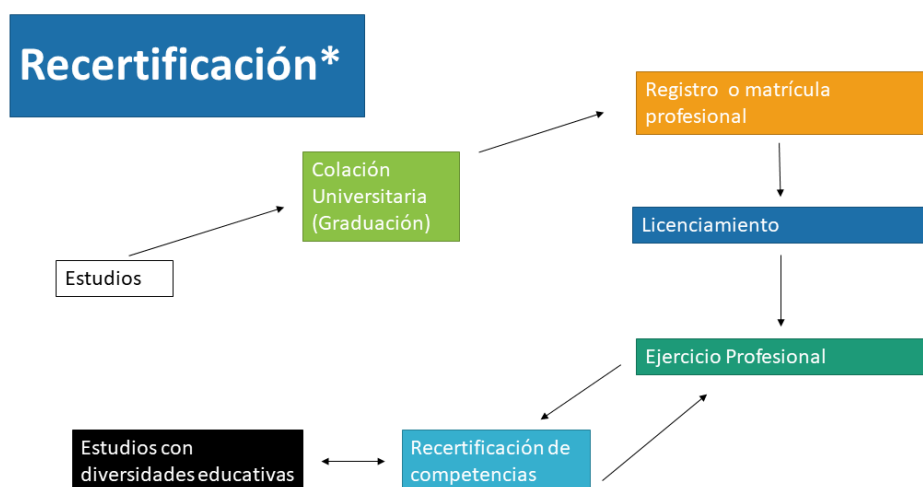 Recertificación*
Registro o matrícula
profesional
Colación
Universitaria
(Graduación)
Licenciamiento
Estudios
Ejercicio Profesional
Estudios con
diversidades educativas
Recertificación de
competencias